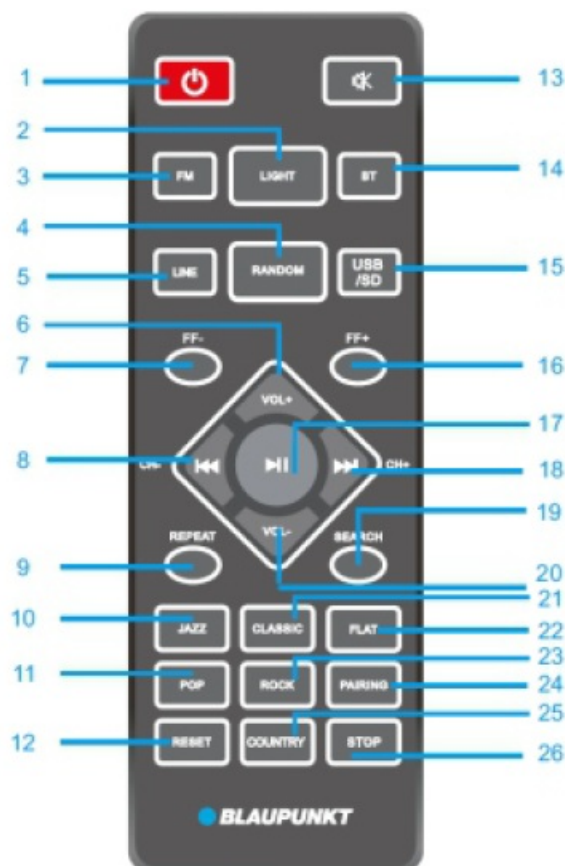 1 13
2
3 FM LIGHT BT 14
4
5 LINE RANDOM USB /SD 15
6 FF- FF+
7 16
VOL+
17
8 CH- CH+ 18
19
VOL-
REPEAT SEARCH
9 20
21
10 JAZZ CLASSIC FLAT 22
23
11 POP ROCK PAIRING 24
25
12 RESET COUNTRY STOP 26
BLAUPUNKT